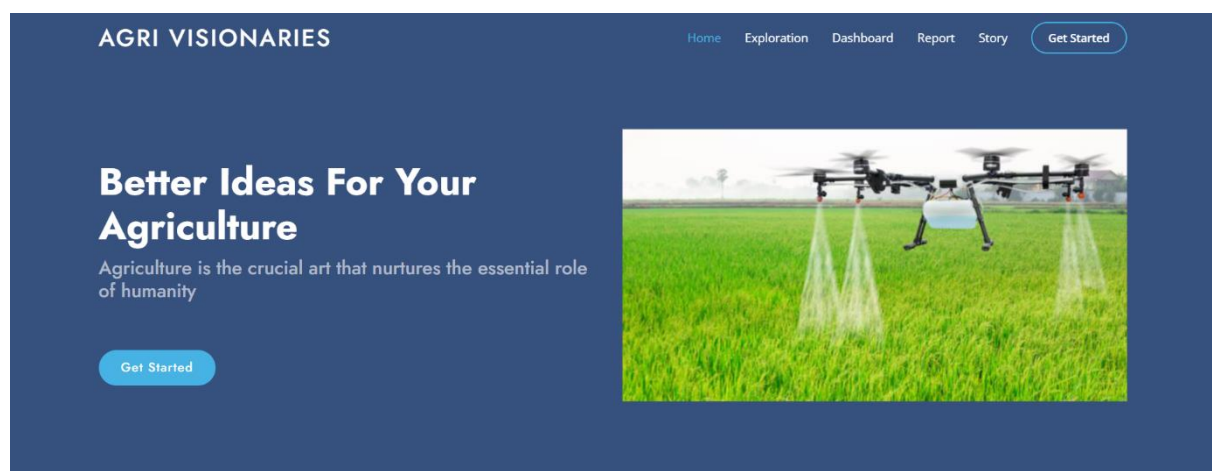 AGRI VISIONARIES
Home Exploration Dashboard Report Story Get Started
Better Ideas For Your
Agriculture
Agriculture is the crucial art that nurtures the essential role
of humanity
Get Started